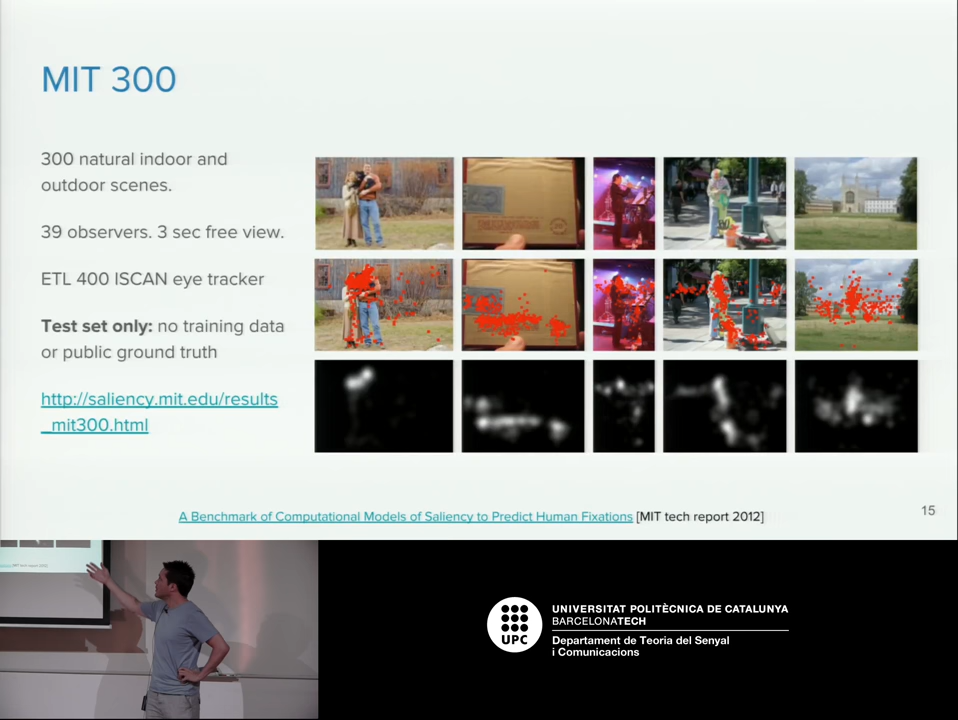 MIT 300
300 natural indoor and
outdoor scenes.
39 observers. 3 sec free view.
ETL 400 ISCAN eye tracker
Test set only: no training data
or public ground truth
http://saliency.mit.edu/results
_mit300.html
A Benchmark of Computational Models of Saliency to Predict Human Fixations [MIT tech report 2012]
15
UPC
UNIVERSITAT POLITÈCNICA DE CATALUNYA
BARCELONATECH
Departament de Teoria del Senyal
i Comunicacions